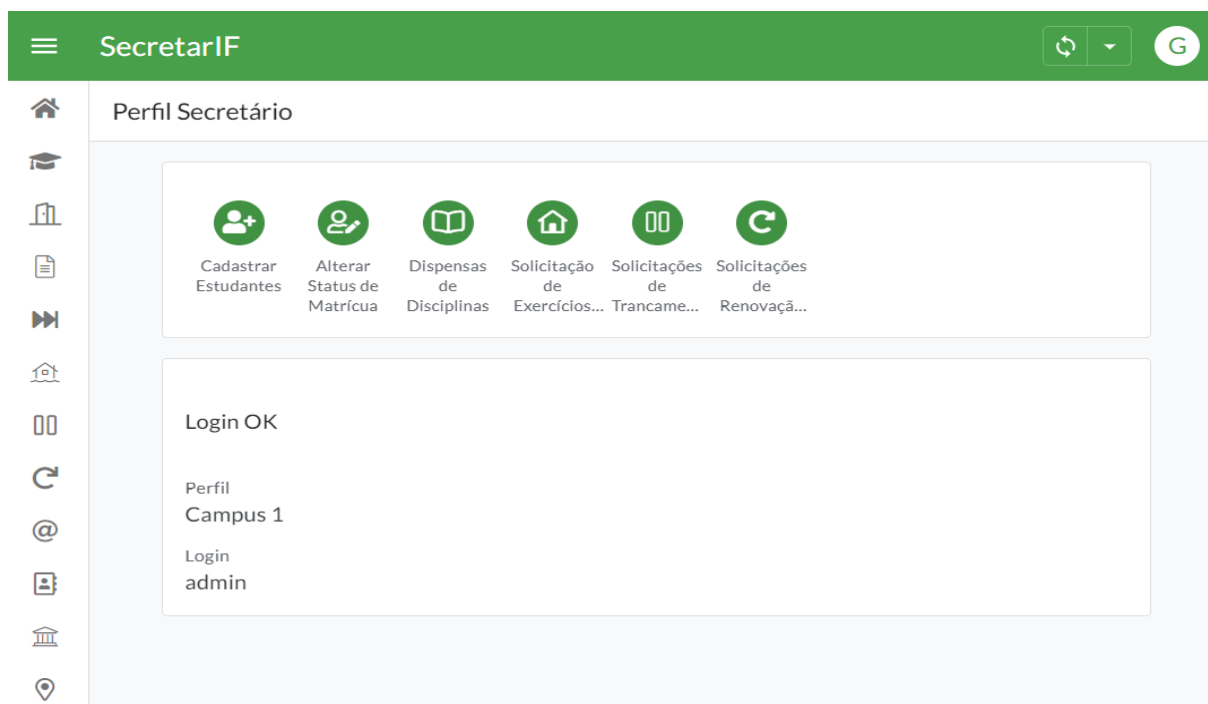 SecretarIF
G
Perfil Secretário
Cadastrar
Estudantes
Alterar
Status de
Matrícua
Dispensas
de
Disciplinas
Solicitação
de
Exercícios...
Solicitações
de
Trancame...
Solicitações
de
Renovaçã...
Login OK
Perfil
Campus 1
Login
admin